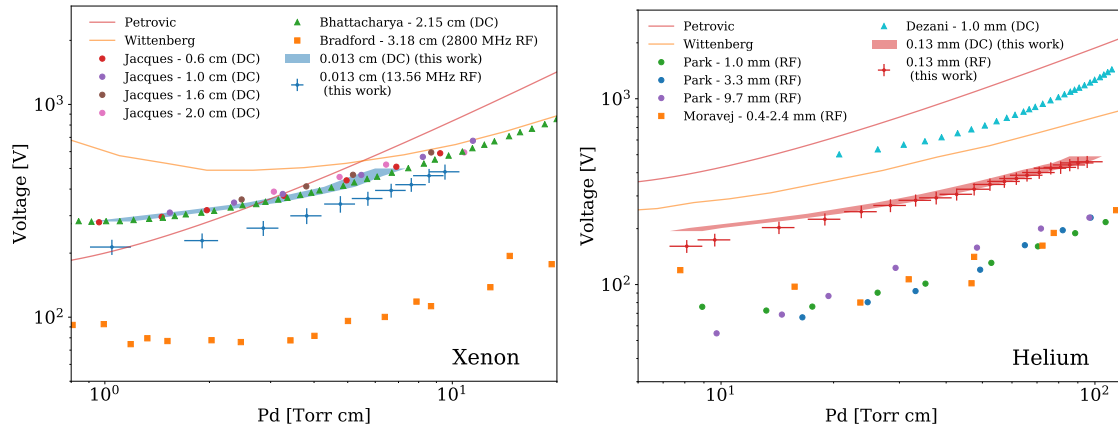 Voltage [V]
10³
10²
Petrovic
Wittenberg
Jacques - 0.6 cm (DC)
Jacques - 1.0 cm (DC)
Jacques - 1.6 cm (DC)
Jacques - 2.0 cm (DC)
Bhattacharya - 2.15 cm (DC)
Bradford - 3.18 cm (2800 MHz RF)
0.013 cm (DC) (this work)
0.013 cm (13.56 MHz RF)
(this work)
Xenon
10⁰
10¹
Pd [Torr cm]
Voltage [V]
10³
10²
Petrovic
Wittenberg
Park - 1.0 mm (RF)
Park - 3.3 mm (RF)
Park - 9.7 mm (RF)
Moravej - 0.4-2.4 mm (RF)
Dezani - 1.0 mm (DC)
0.13 mm (DC) (this work)
0.13 mm (RF)
(this work)
Helium
10¹
10²
Pd [Torr cm]